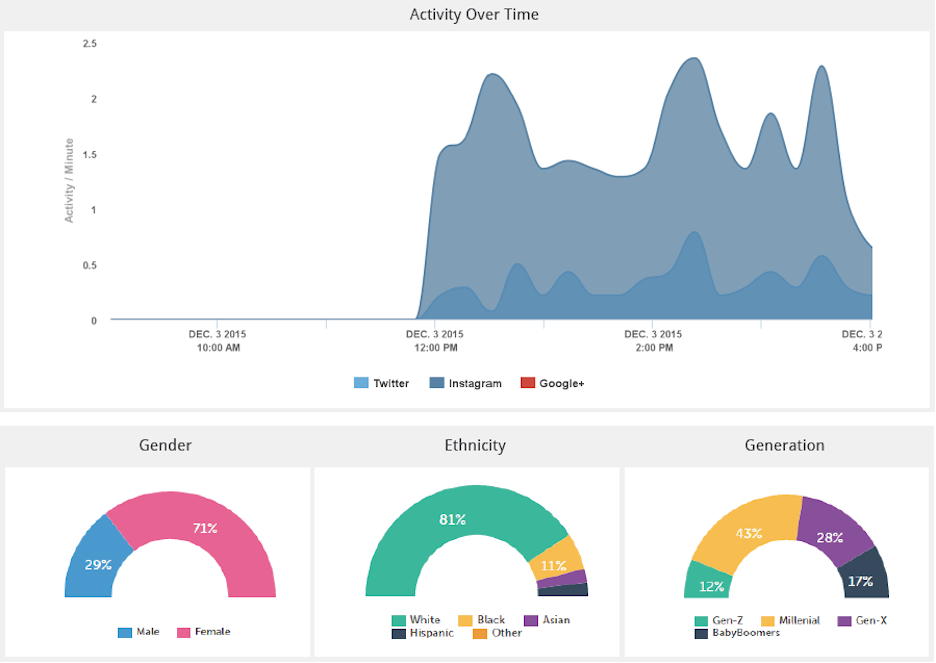 Activity Over Time
2.5
2
1.5
1
0.5
0
Activity / Minute
DEC. 3 2015 DEC. 3 2015 DEC. 3 2015 DEC. 3 2
10:00 AM 12:00 PM 2:00 PM 4:00 P
Twitter Instagram Google+
Gender
71%
29%
Male Female
Ethnicity
81%
11%
White Black Asian
Hispanic Other
Generation
43%
28%
12%
17%
Gen-Z Millenial Gen-X
BabyBoomers